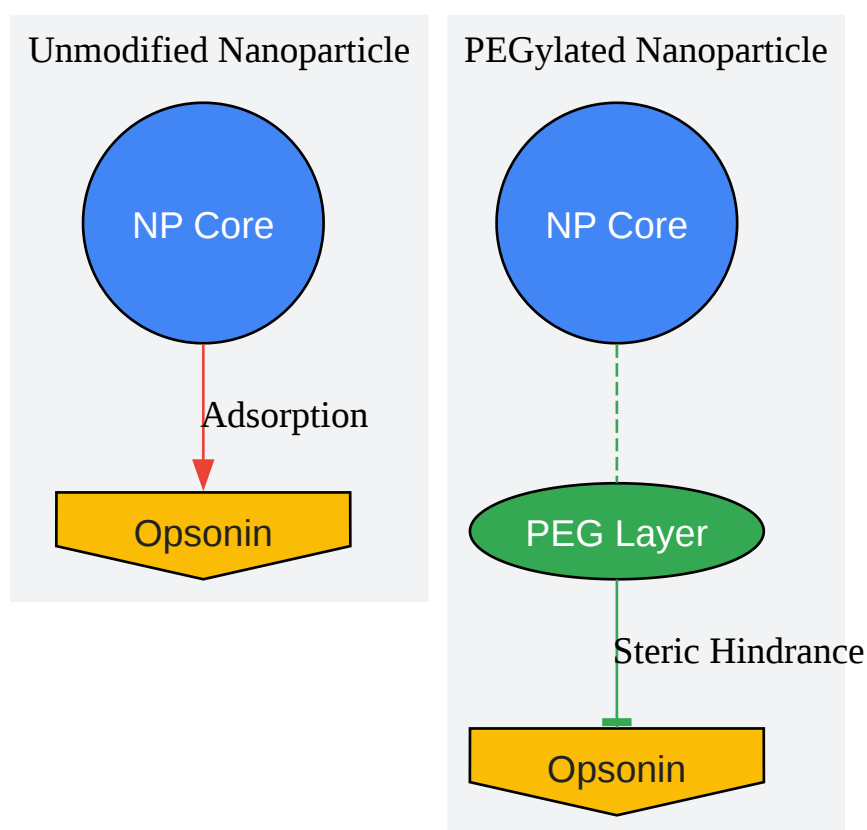 Unmodified Nanoparticle
NP Core
Adsorption
Opsonin
PEGylated Nanoparticle
NP Core
PEG Layer
Steric Hindrance
Opsonin